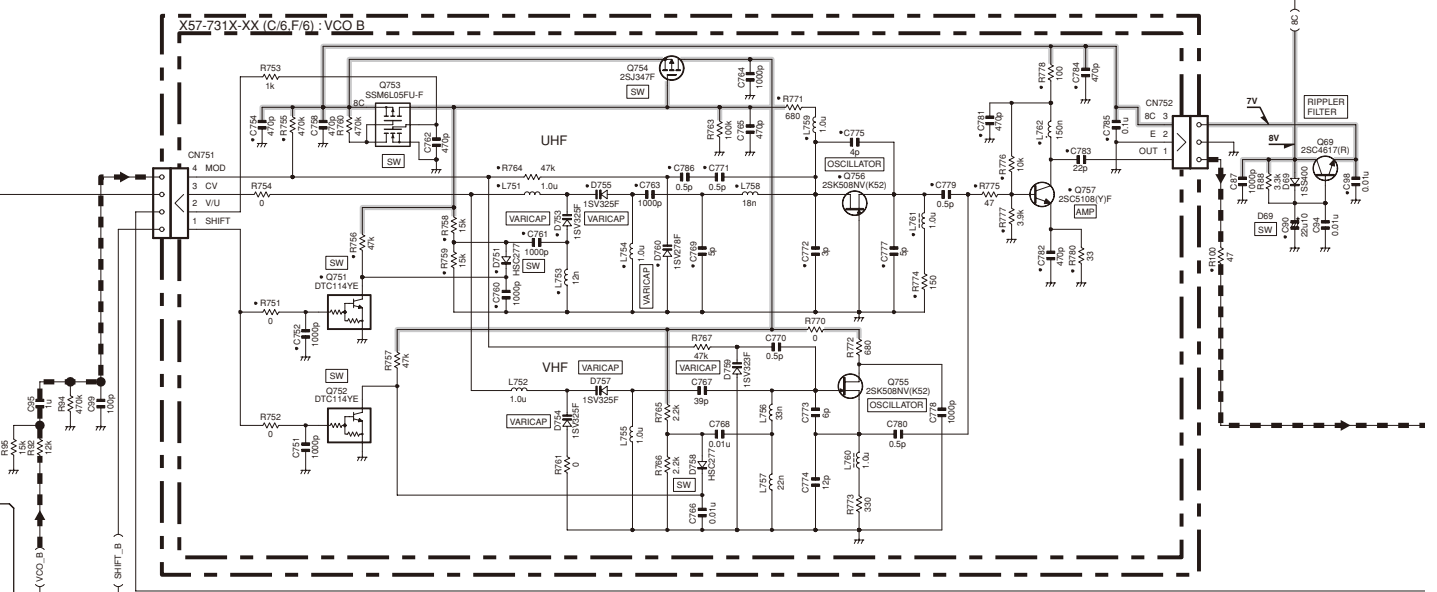 X57-731X-XX (C/6,F/6) : VCO B
8C
R753
1k
Q753
SSM6L05FU-F
8C
SW
C754
470p
R755
470k
C758
470p
R760
470k
C762
470p
Q754
2SJ347F
SW
C764
1000p
R763
100k
C765
470p
R771
680
L759
1.0u
UHF
C775
4p
OSCILLATOR
Q756
2SK508NV(K52)
R778
100
C784
470p
C781
470p
L762
150n
C785
0.1u
CN752
8C 3
E 2
OUT 1
C783
22p
R776
10k
7V
8V
RIPPLER
FILTER
Q69
2SC4617(R)
C87
1000p
R89
3.3k
D69
1SS400
C98
0.01u
D69
SW
C90
22u10
C94
0.01u
R100
47
CN751
4 MOD
3 CV
2 V/U
1 SHIFT
R754
0
R764
47k
L751
1.0u
D755
1SV325F
VARICAP
C763
1000p
C786
0.5p
C771
0.5p
L758
18n
C779
0.5p
R775
47
Q757
2SC5108(Y)F
AMP
R777
3.9k
C782
470p
R780
33
R756
47k
R758
15k
R759
15k
VARICAP
D753
1SV325F
C761
1000p
SW
D751
HSC277
C760
1000p
L753
12n
L754
1.0u
VARICAP
D760
1SV278F
C769
5p
C772
3p
C777
5p
L761
1.0u
R774
150
SW
Q751
DTC114YE
R751
0
C752
1000p
R757
47k
SW
Q752
DTC114YE
R752
0
C751
1000p
VHF
R770
0
R767
47k
C770
0.5p
R772
680
VARICAP
D757
1SV325F
VARICAP
C767
39p
D759
1SV323F
L752
1.0u
VARICAP
D754
1SV325F
R761
0
L755
1.0u
R765
2.2k
R766
2.2k
C768
0.01u
D758
HSC277
SW
C766
0.01u
L756
33n
L757
22n
C773
6p
C774
12p
Q755
2SK508NV(K52)
OSCILLATOR
C778
1000p
C780
0.5p
L760
1.0u
R773
330
C95
1u
R94
470k
C99
100p
R95
15k
R92
12k
VCO_B
SHIFT_B